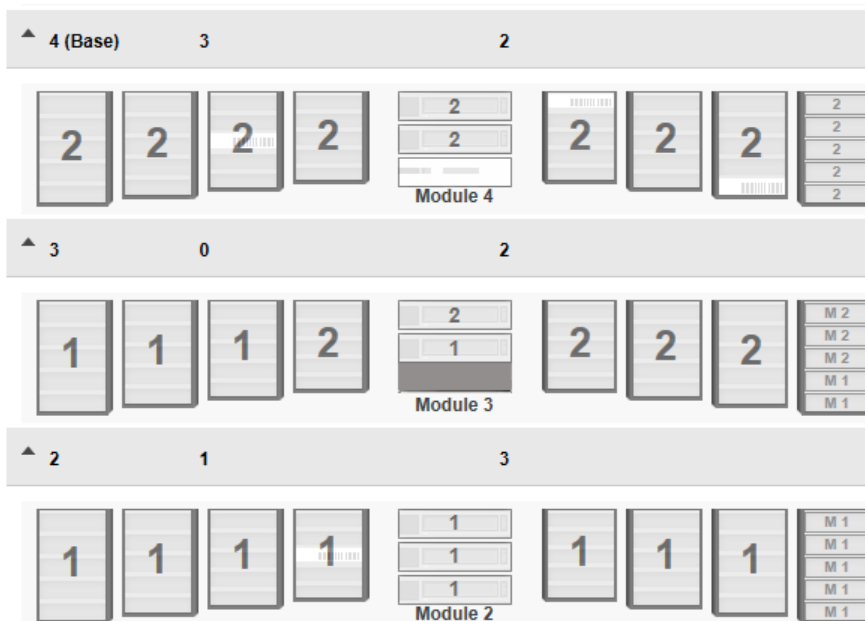 4 (Base) 3 2
2 2 2 2 2 2 2 2 2
2
2
2
2
2
2
Module 4
3 0 2
1 1 1 2 2 2 2 2 M 2
1 M 2
M 2
M 1
M 1
Module 3
2 1 3
1 1 1 1 1 1 1 1 M 1
1 M 1
1 M 1
M 1
M 1
Module 2